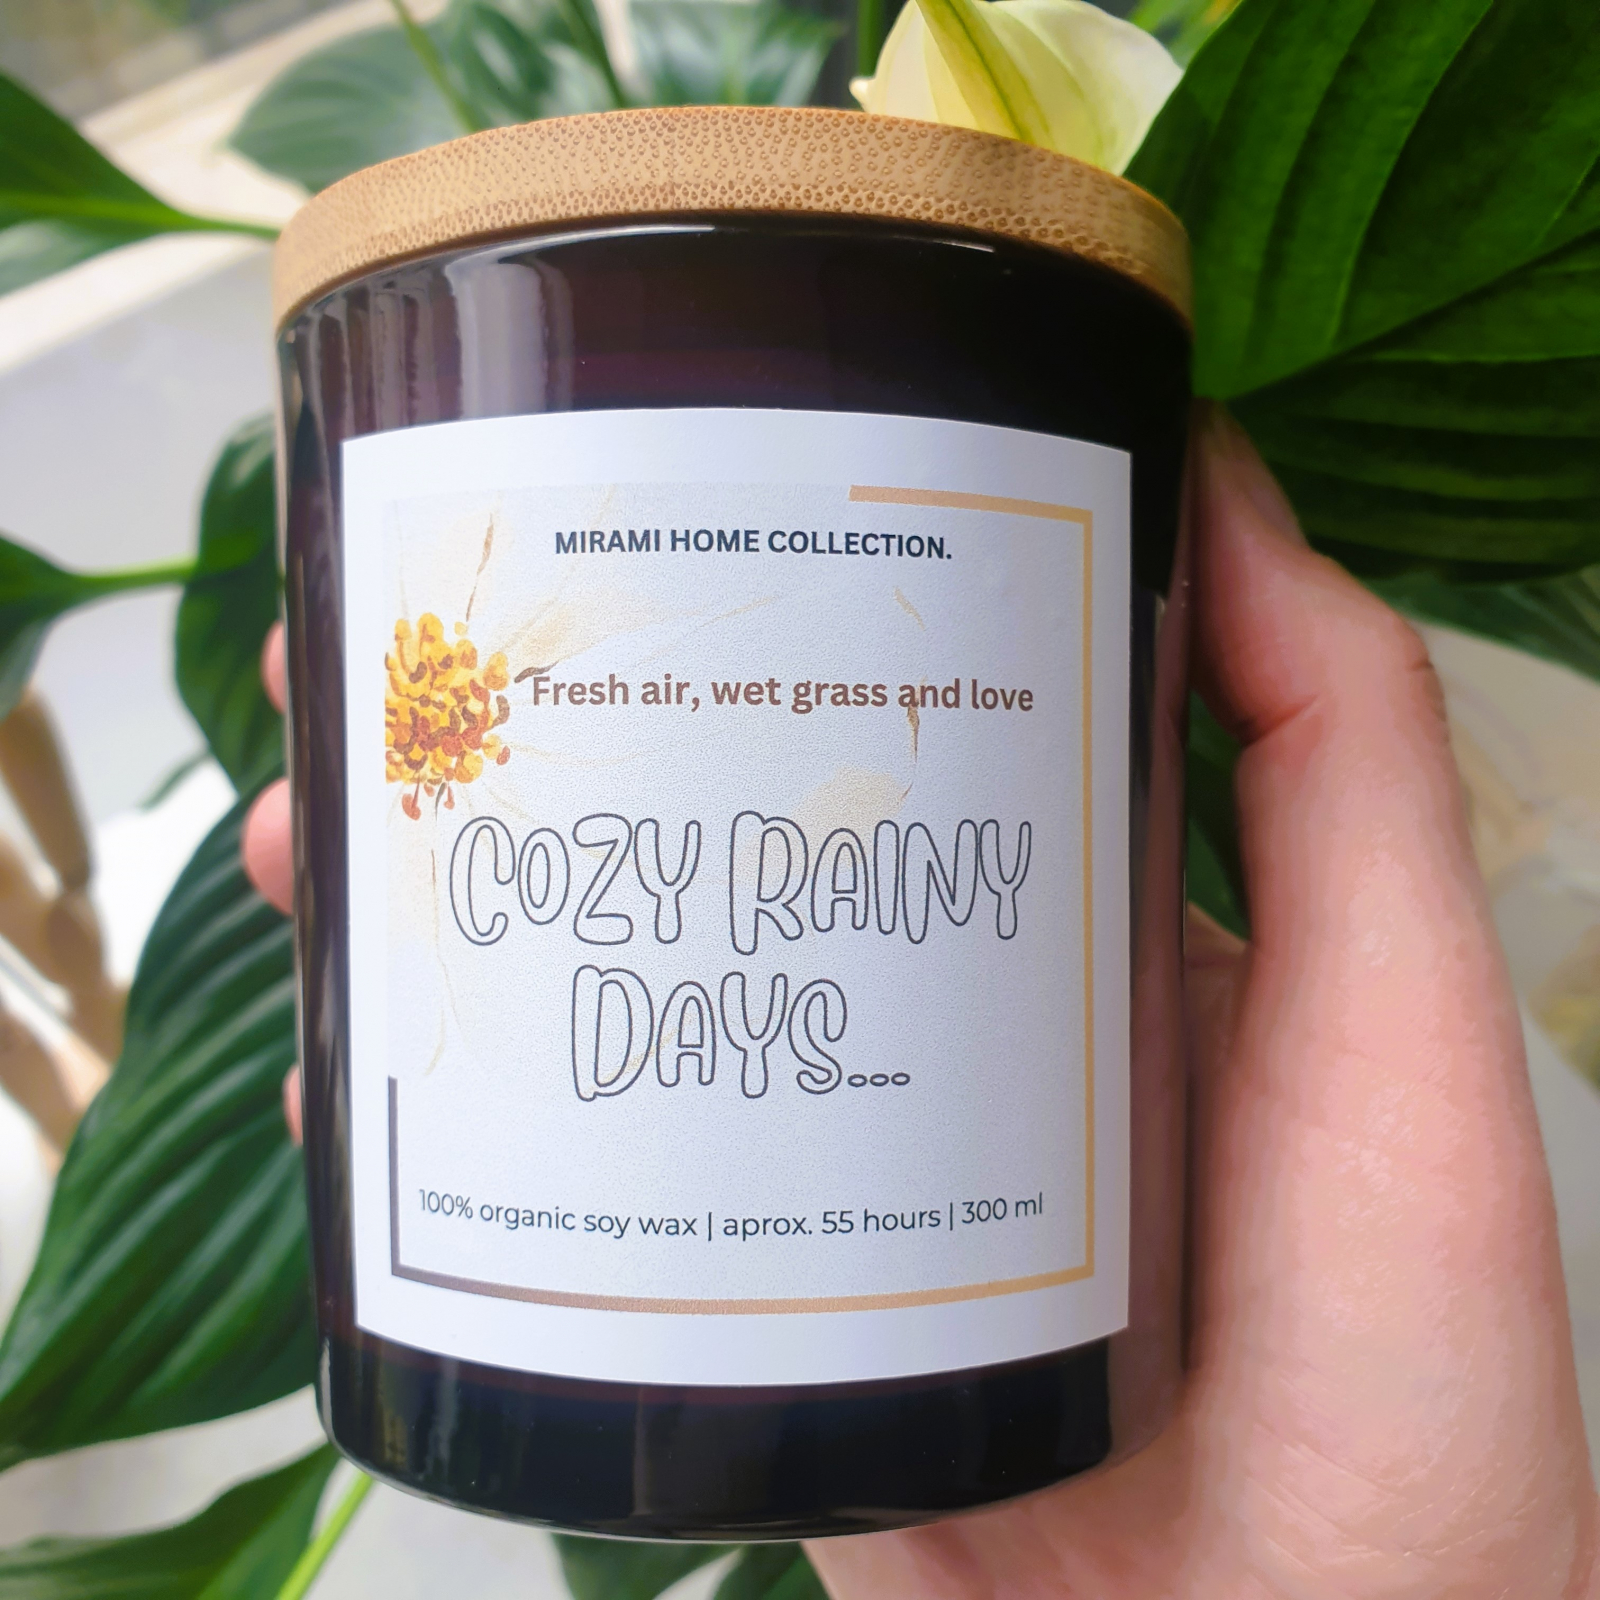 MIRAMI HOME COLLECTION.
Fresh air, wet grass and love
COZY RAINY
DAYS...
100% organic soy wax | aprox. 55 hours | 300 ml